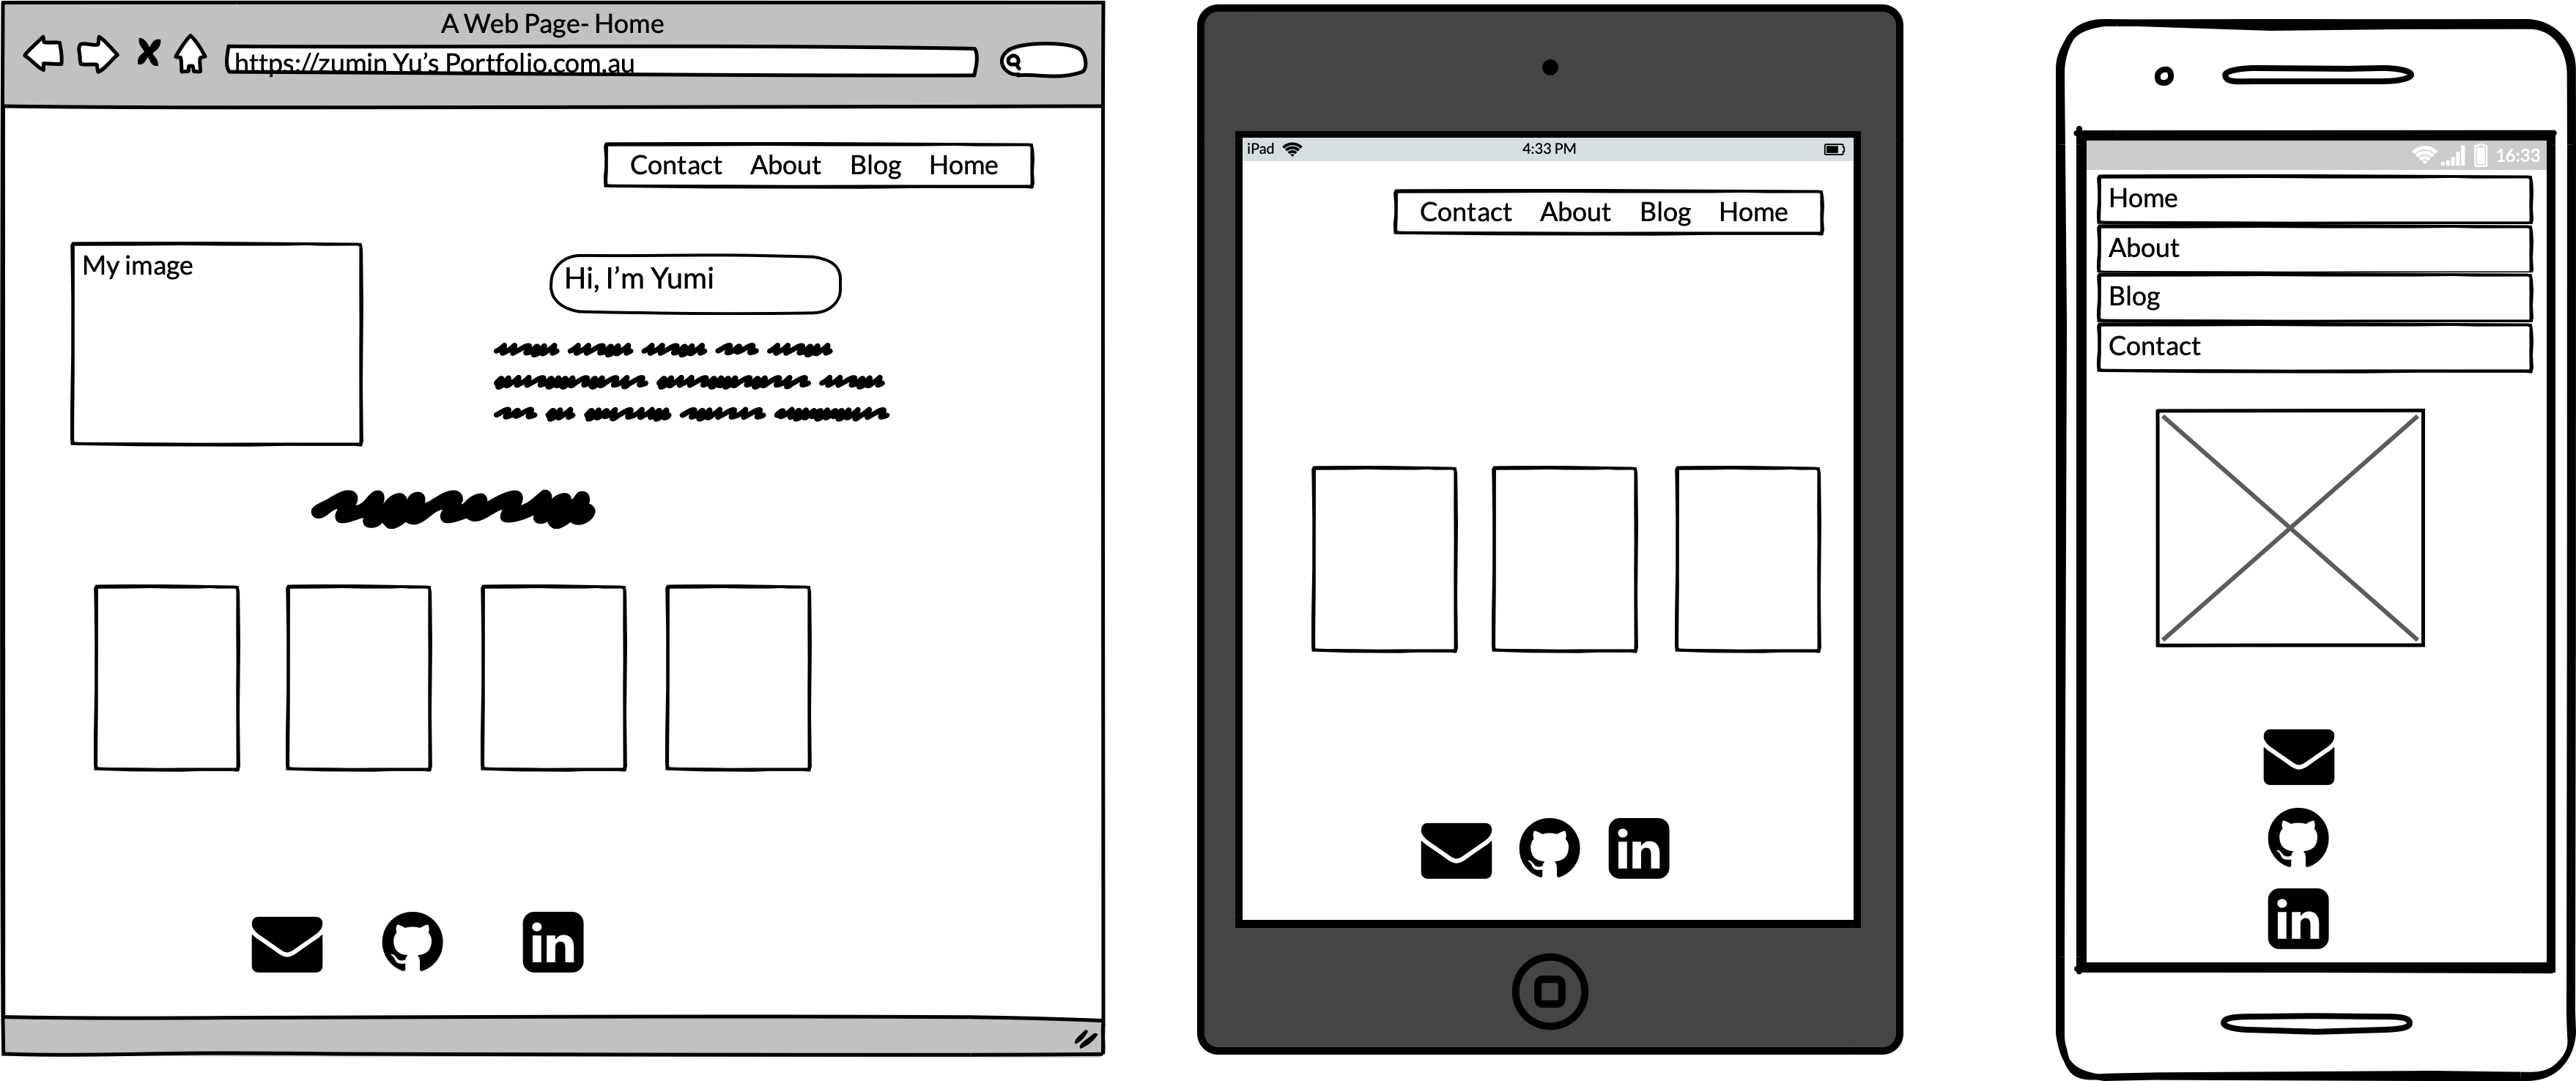 A Web Page- Home
https://zumin Yu’s Portfolio.com.au
Contact About Blog Home
My image
Hi, I’m Yumi
in
iPad 4:33 PM
Contact About Blog Home
in
16:33
Home
About
Blog
Contact
in